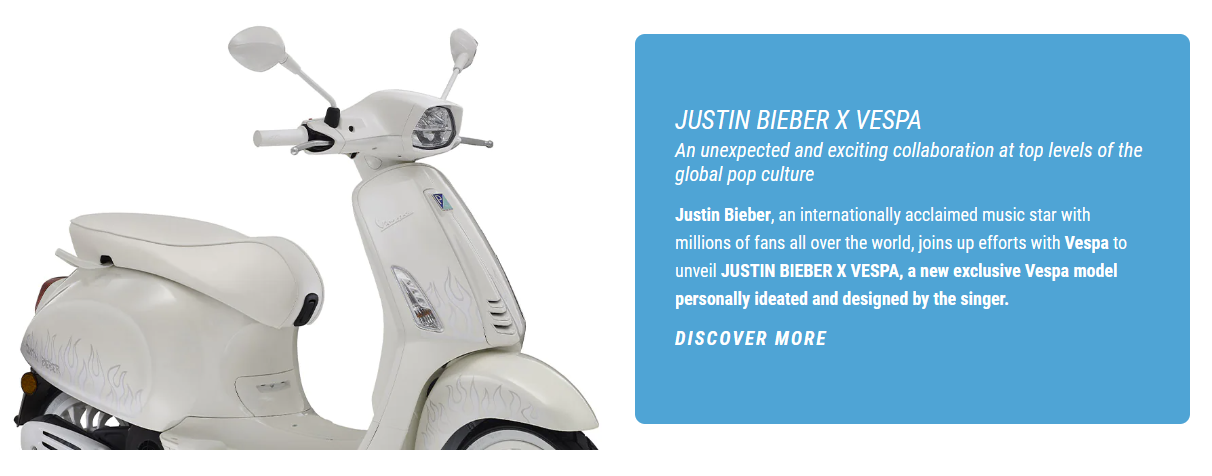 JUSTIN BIEBER X VESPA
An unexpected and exciting collaboration at top levels of the
global pop culture
Justin Bieber, an internationally acclaimed music star with
millions of fans all over the world, joins up efforts with Vespa to
unveil JUSTIN BIEBER X VESPA, a new exclusive Vespa model
personally ideated and designed by the singer.
DISCOVER MORE
Vespa